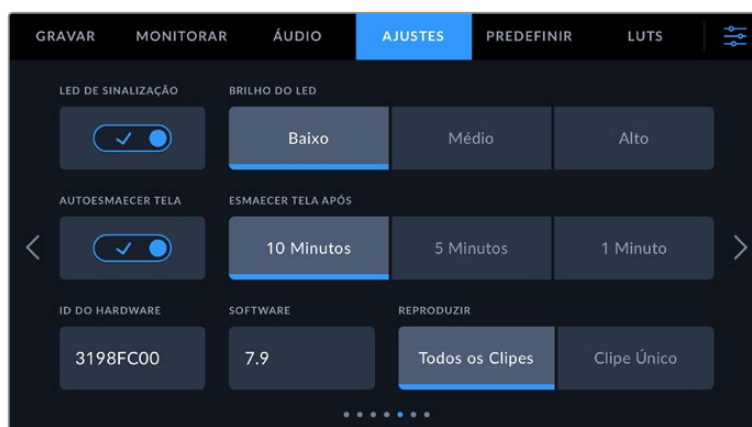 GRAVAR MONITORAR ÁUDIO AJUSTES PREDEFINIR LUTS
LED DE SINALIZAÇÃO BRILHO DO LED
Baixo Médio Alto
AUTOESMAECER TELA ESMAECER TELA APÓS
10 Minutos 5 Minutos 1 Minuto
ID DO HARDWARE SOFTWARE REPRODUZIR
3198FC00 7.9 Todos os Clipes Clipe Único